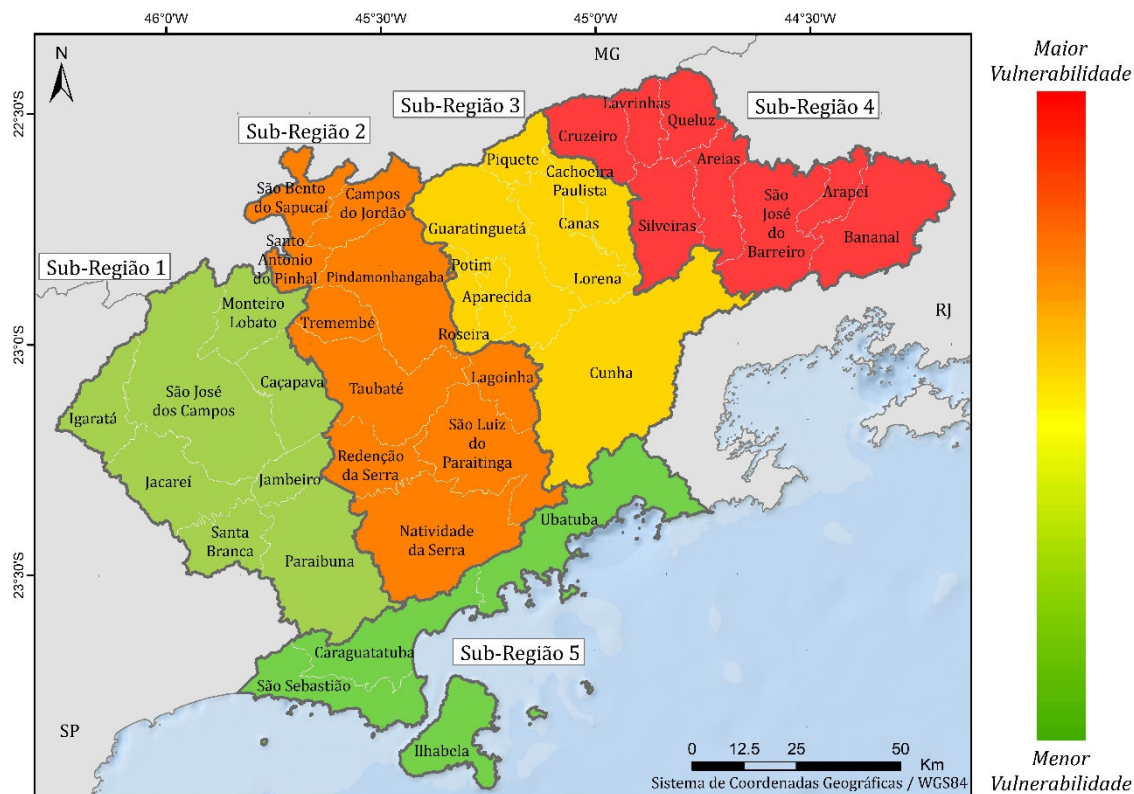 46°0'W
45°30'W
45°0'W
44°30'W
22°30'S
23°0'S
23°30'S
N
MG
RJ
SP
Sub-Região 1
Sub-Região 2
Sub-Região 3
Sub-Região 4
Sub-Região 5
Lavrinhas
Queluz
Cruzeiro
Areias
Silveiras
São
José
do
Barreiro
Arapeí
Bananal
Piquete
Cachoeira
Paulista
Canas
Guaratinguetá
Potim
Aparecida
Lorena
Roseira
Cunha
São Bento
do Sapucaí
Campos
do Jordão
Santo
Antonio
do Pinhal
Pindamonhangaba
Tremembé
Taubaté
Lagoinha
São Luiz
do
Paraitinga
Redenção
da Serra
Natividade
da Serra
Monteiro
Lobato
São José
dos Campos
Caçapava
Igaratá
Jacareí
Jambeiro
Santa
Branca
Paraibuna
Ubatuba
Caraguatatuba
São Sebastião
Ilhabela
0 12.5 25 50
Km
Sistema de Coordenadas Geográficas / WGS84
Maior
Vulnerabilidade
Menor
Vulnerabilidade